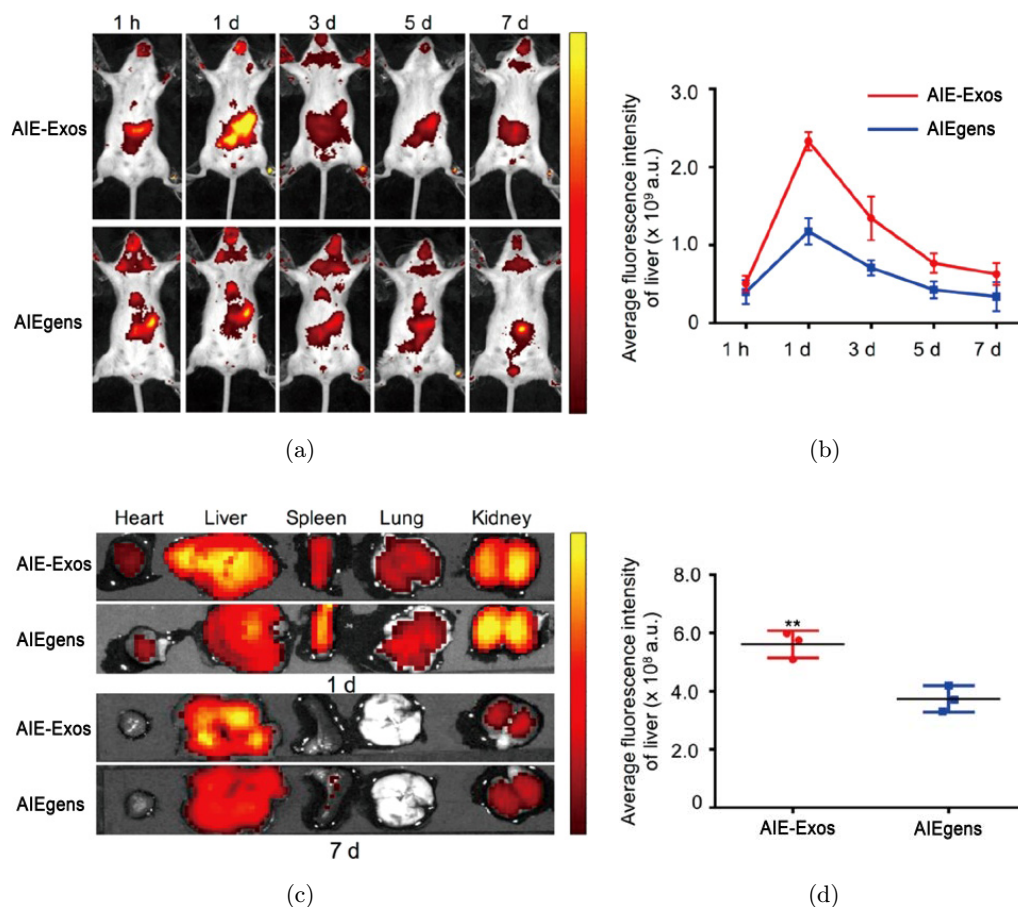 1 h 1 d 3 d 5 d 7 d
AIE-Exos
AIEgens
(a)
Average fluorescence intensity
of liver (x 10⁹ a.u.)
3.0
2.0
1.0
0
AIE-Exos
AIEgens
1 h 1 d 3 d 5 d 7 d
(b)
Heart Liver Spleen Lung Kidney
AIE-Exos
AIEgens
1 d
AIE-Exos
AIEgens
7 d
(c)
Average fluorescence intensity
of liver (x 10⁸ a.u.)
8.0
6.0
4.0
2.0
0
**
AIE-Exos AIEgens
(d)